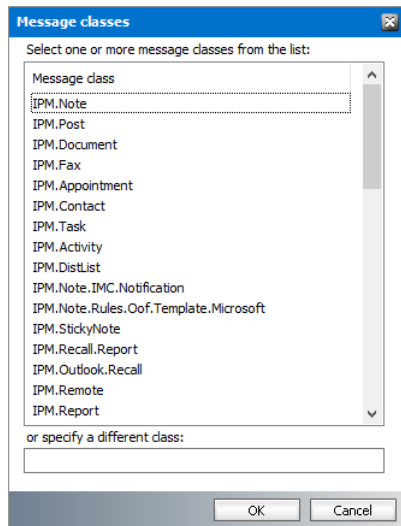 Message classes
Select one or more message classes from the list:
Message class
IPM.Note
IPM.Post
IPM.Document
IPM.Fax
IPM.Appointment
IPM.Contact
IPM.Task
IPM.Activity
IPM.DistList
IPM.Note.IMC.Notification
IPM.Note.Rules.Oof.Template.Microsoft
IPM.StickyNote
IPM.Recall.Report
IPM.Outlook.Recall
IPM.Remote
IPM.Report
or specify a different class:
OK Cancel